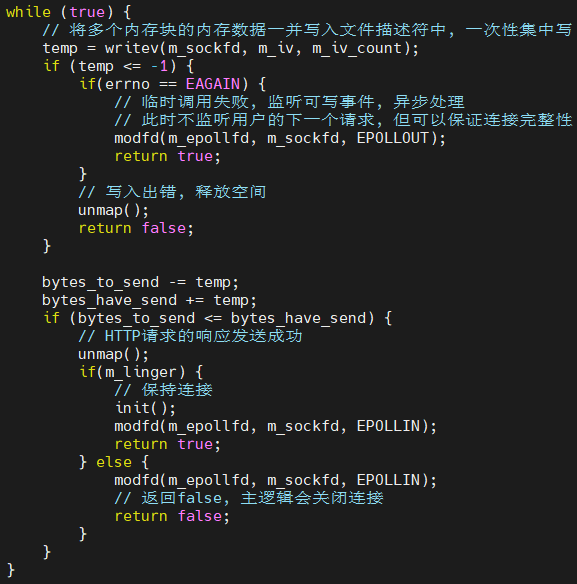 while (true) {
    // 将多个内存块的内存数据一并写入文件描述符中，一次性集中写
    temp = writev(m_sockfd, m_iv, m_iv_count);
    if (temp <= -1) {
        if(errno == EAGAIN) {
            // 临时调用失败，监听可写事件，异步处理
            // 此时不监听用户的下一个请求，但可以保证连接完整性
            modfd(m_epollfd, m_sockfd, EPOLLOUT);
            return true;
        }
        // 写入出错，释放空间
        unmap();
        return false;
    }

    bytes_to_send -= temp;
    bytes_have_send += temp;
    if (bytes_to_send <= bytes_have_send) {
        // HTTP请求的响应发送成功
        unmap();
        if(m_linger) {
            // 保持连接
            init();
            modfd(m_epollfd, m_sockfd, EPOLLIN);
            return true;
        } else {
            modfd(m_epollfd, m_sockfd, EPOLLIN);
            // 返回false，主逻辑会关闭连接
            return false;
        }
    }
}